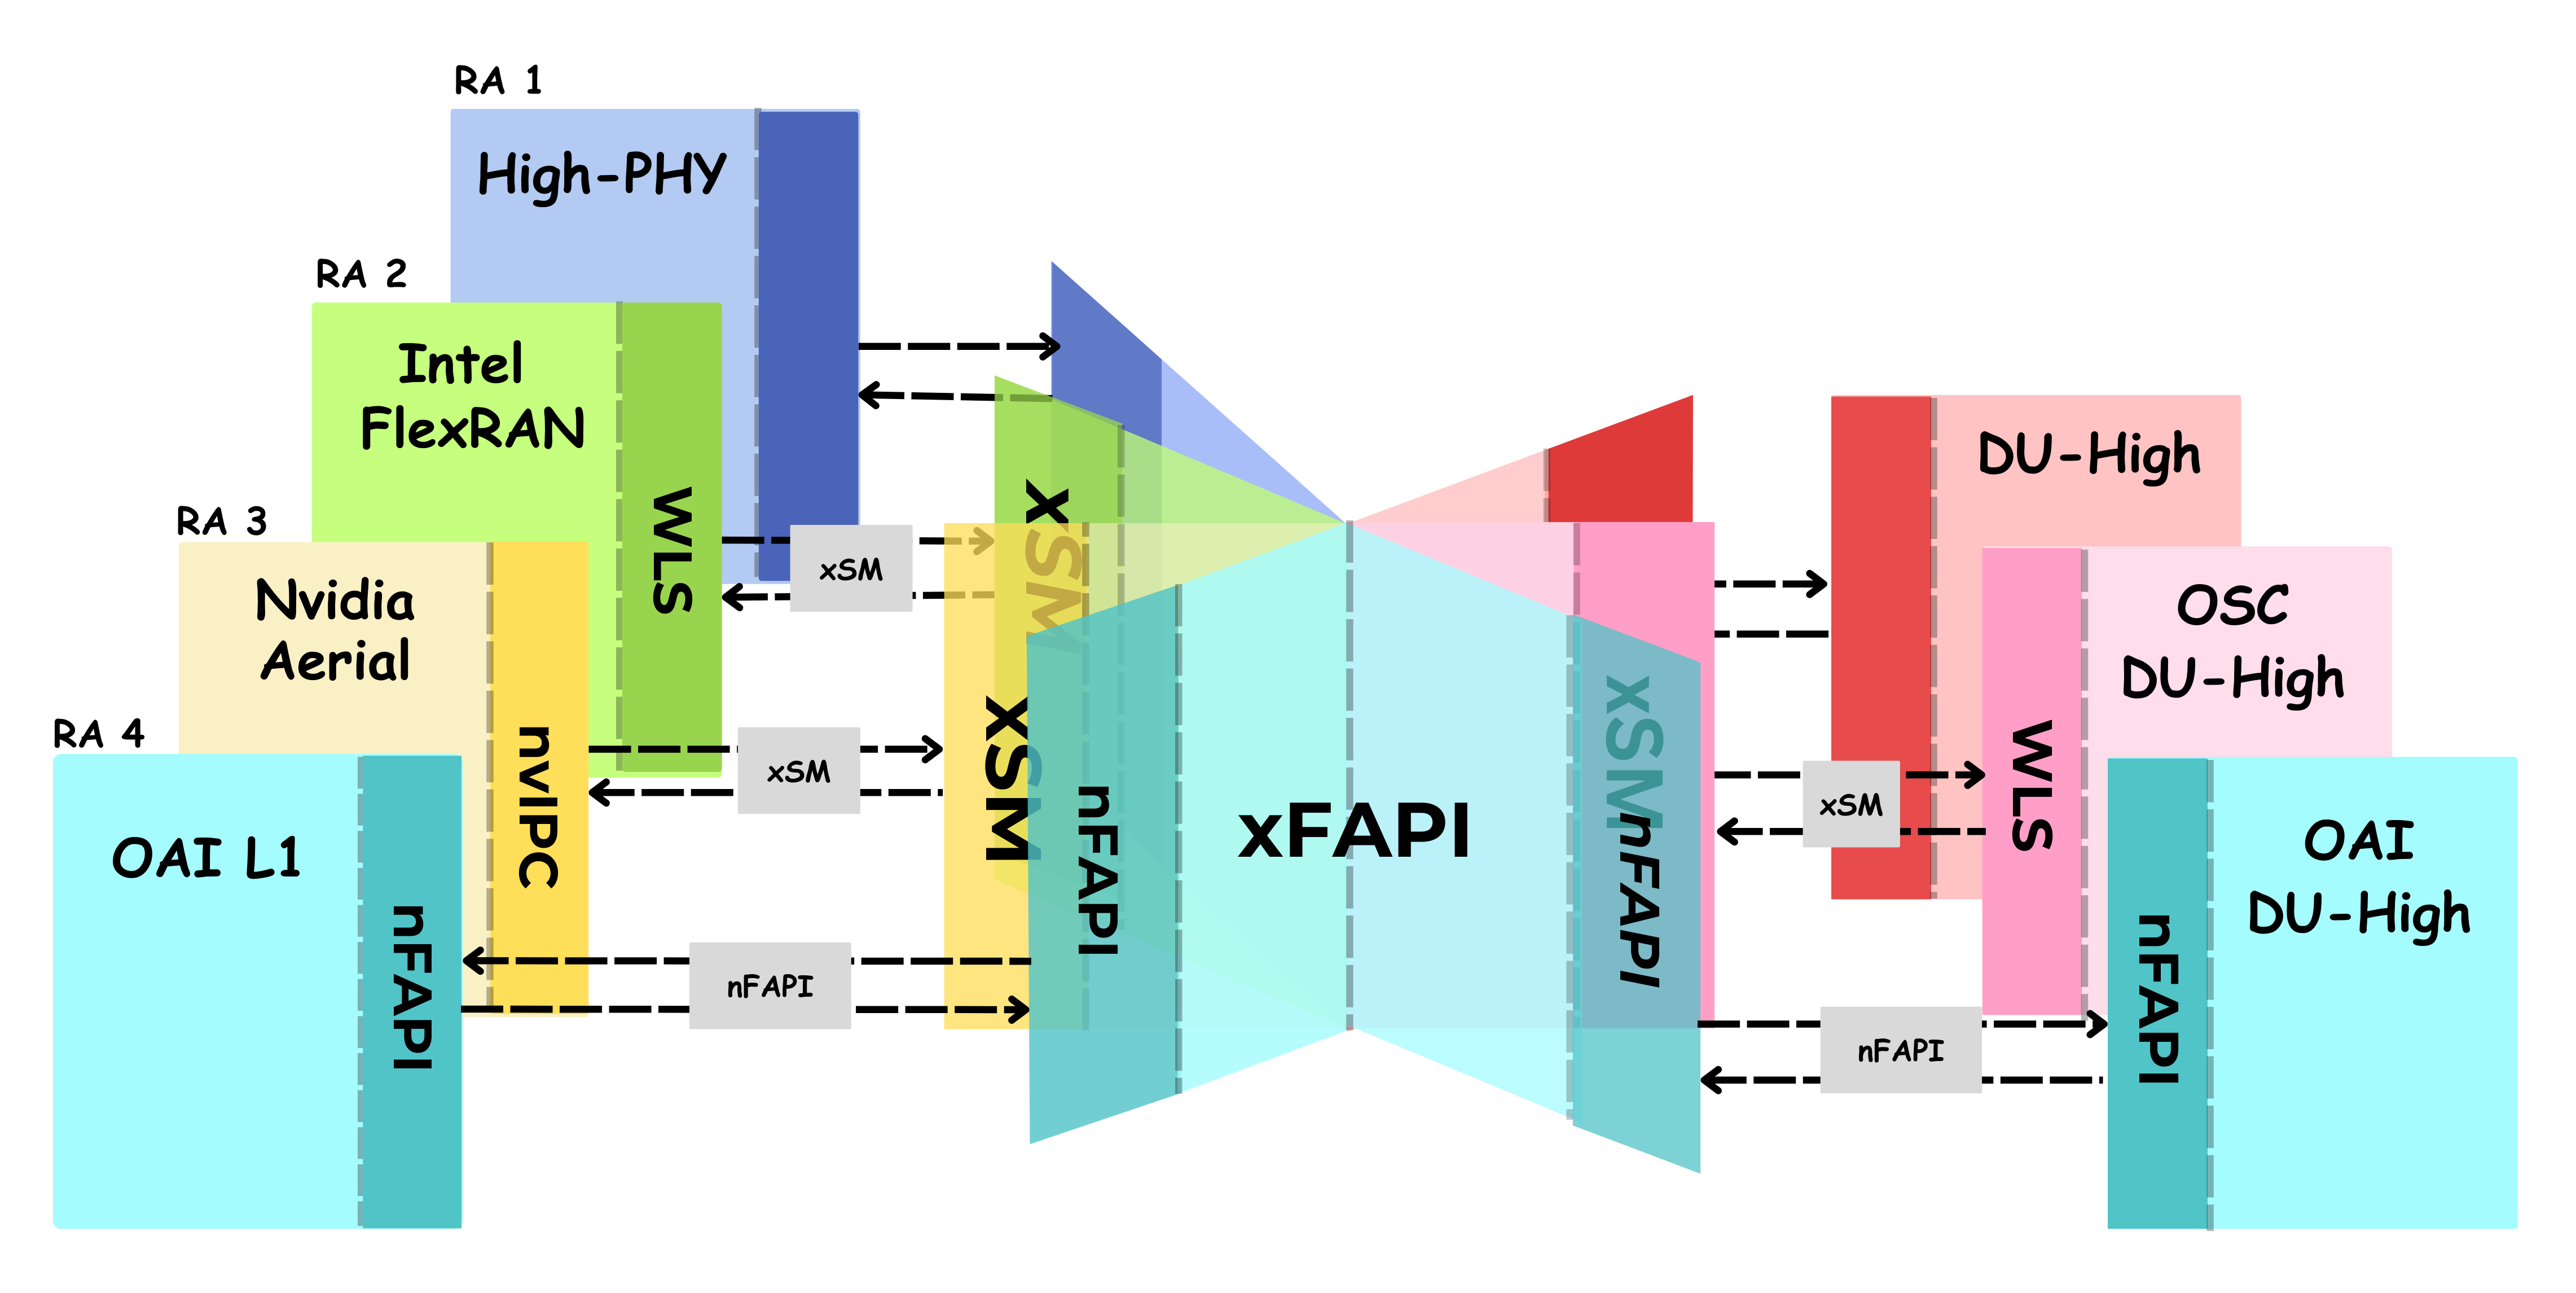 RA 1
High-PHY
RA 2
Intel
FlexRAN
WLS
RA 3
Nvidia
Aerial
nvIPC
RA 4
OAI L1
nFAPI
xSM
xSM
nFAPI
xSM
xSM
nFAPI
xFAPI
xSM
nFAPI
xSM
nFAPI
DU-High
OSC
DU-High
WLS
OAI
DU-High
nFAPI